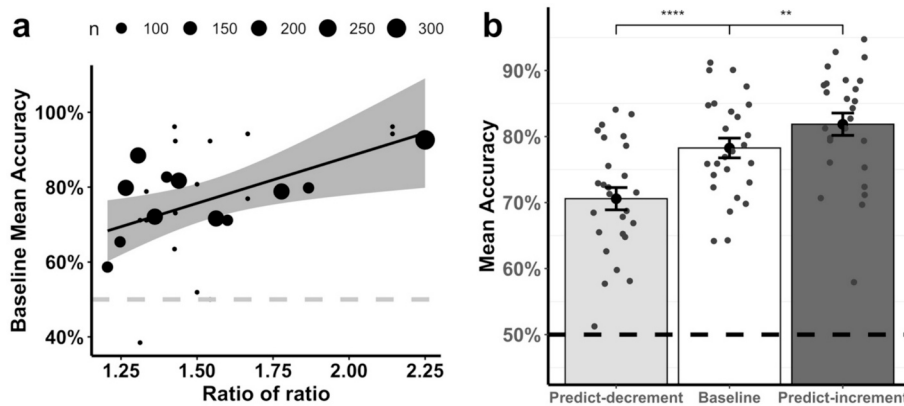 a
n 100 150 200 250 300
Baseline Mean Accuracy
100%
80%
60%
40%
1.25 1.50 1.75 2.00 2.25
Ratio of ratio
b
**** **
Mean Accuracy
90%
80%
70%
60%
50%
Predict-decrement Baseline Predict-increment